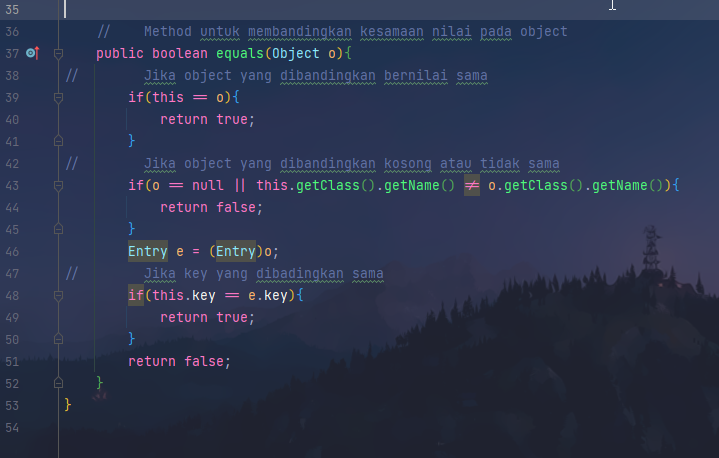 35
36 // Method untuk membandingkan kesamaan nilai pada object
37 public boolean equals(Object o){
38 // Jika object yang dibandingkan bernilai sama
39 if(this == o){
40 return true;
41 }
42 // Jika object yang dibandingkan kosong atau tidak sama
43 if(o == null || this.getClass().getName() != o.getClass().getName()){
44 return false;
45 }
46 Entry e = (Entry)o;
47 // Jika key yang dibadingkan sama
48 if(this.key == e.key){
49 return true;
50 }
51 return false;
52 }
53 }
54